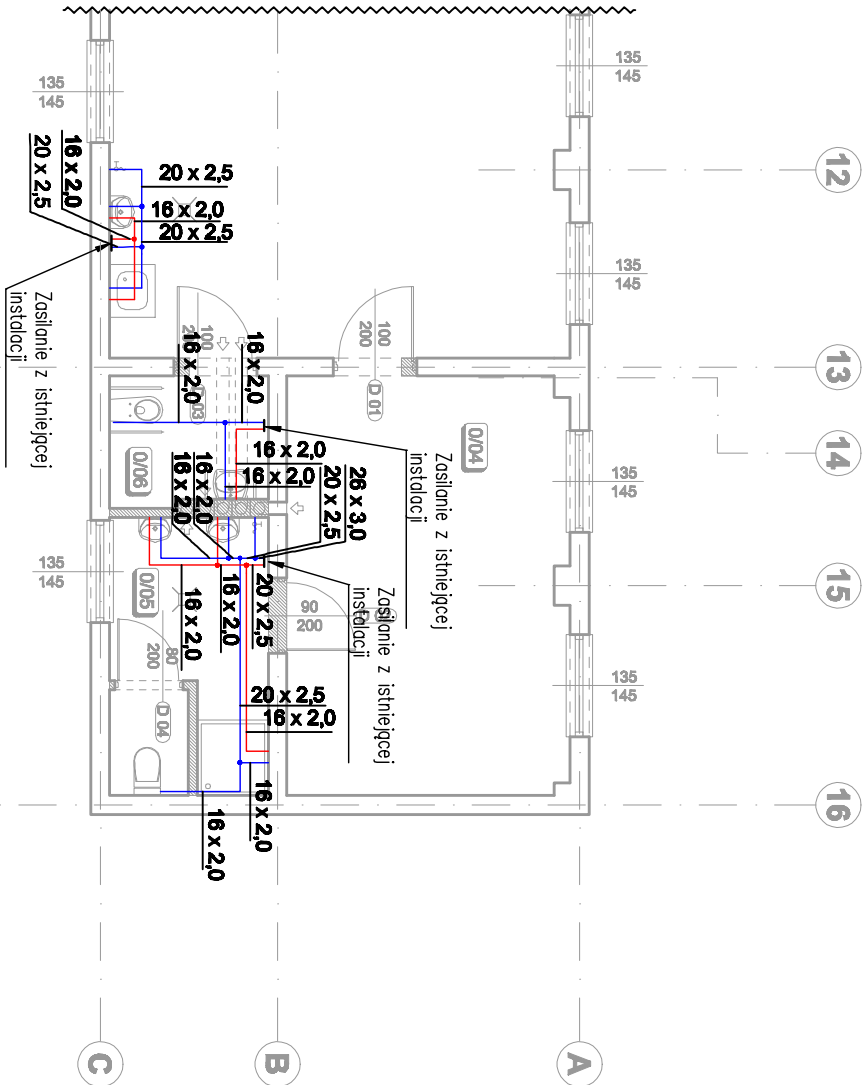 135
145
135
145
12
16 x 2,0
20 x 2,5
20 x 2,5
16 x 2,0
20 x 2,5
135
145
Zasilanie z istniejącej
instalacji
100
200
100
16 x 2,0
16 x 2,0
13
D 01
0/04
14
Zasilanie z istniejącej
instalacji
0/06
16 x 2,0
16 x 2,0
16 x 2,0
16 x 2,0
20 x 2,5
26 x 3,0
135
145
135
145
0/05
16 x 2,0
16 x 2,0
20 x 2,5
90
200
Zasilanie z istniejącej
instalacji
15
80
200
D 04
20 x 2,5
16 x 2,0
135
145
16 x 2,0
16 x 2,0
16
C
B
A